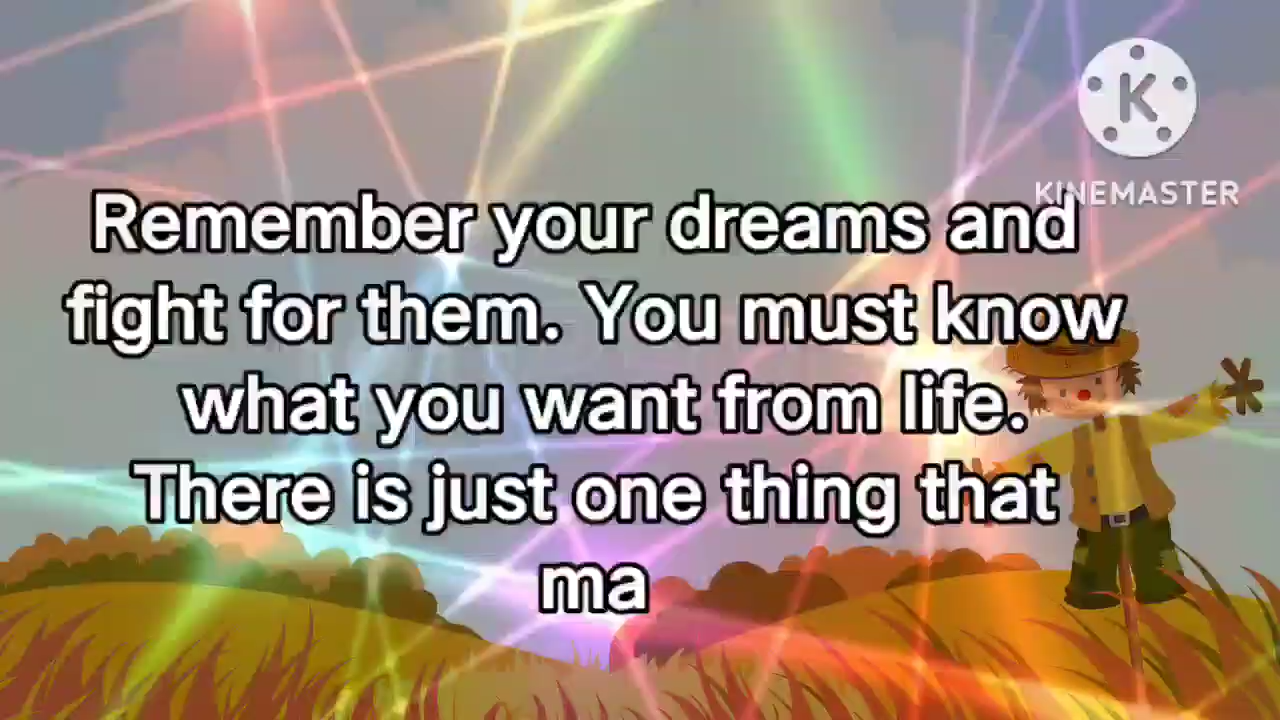 K
KINEMASTER
Remember your dreams and
fight for them. You must know
what you want from life.
There is just one thing that
ma